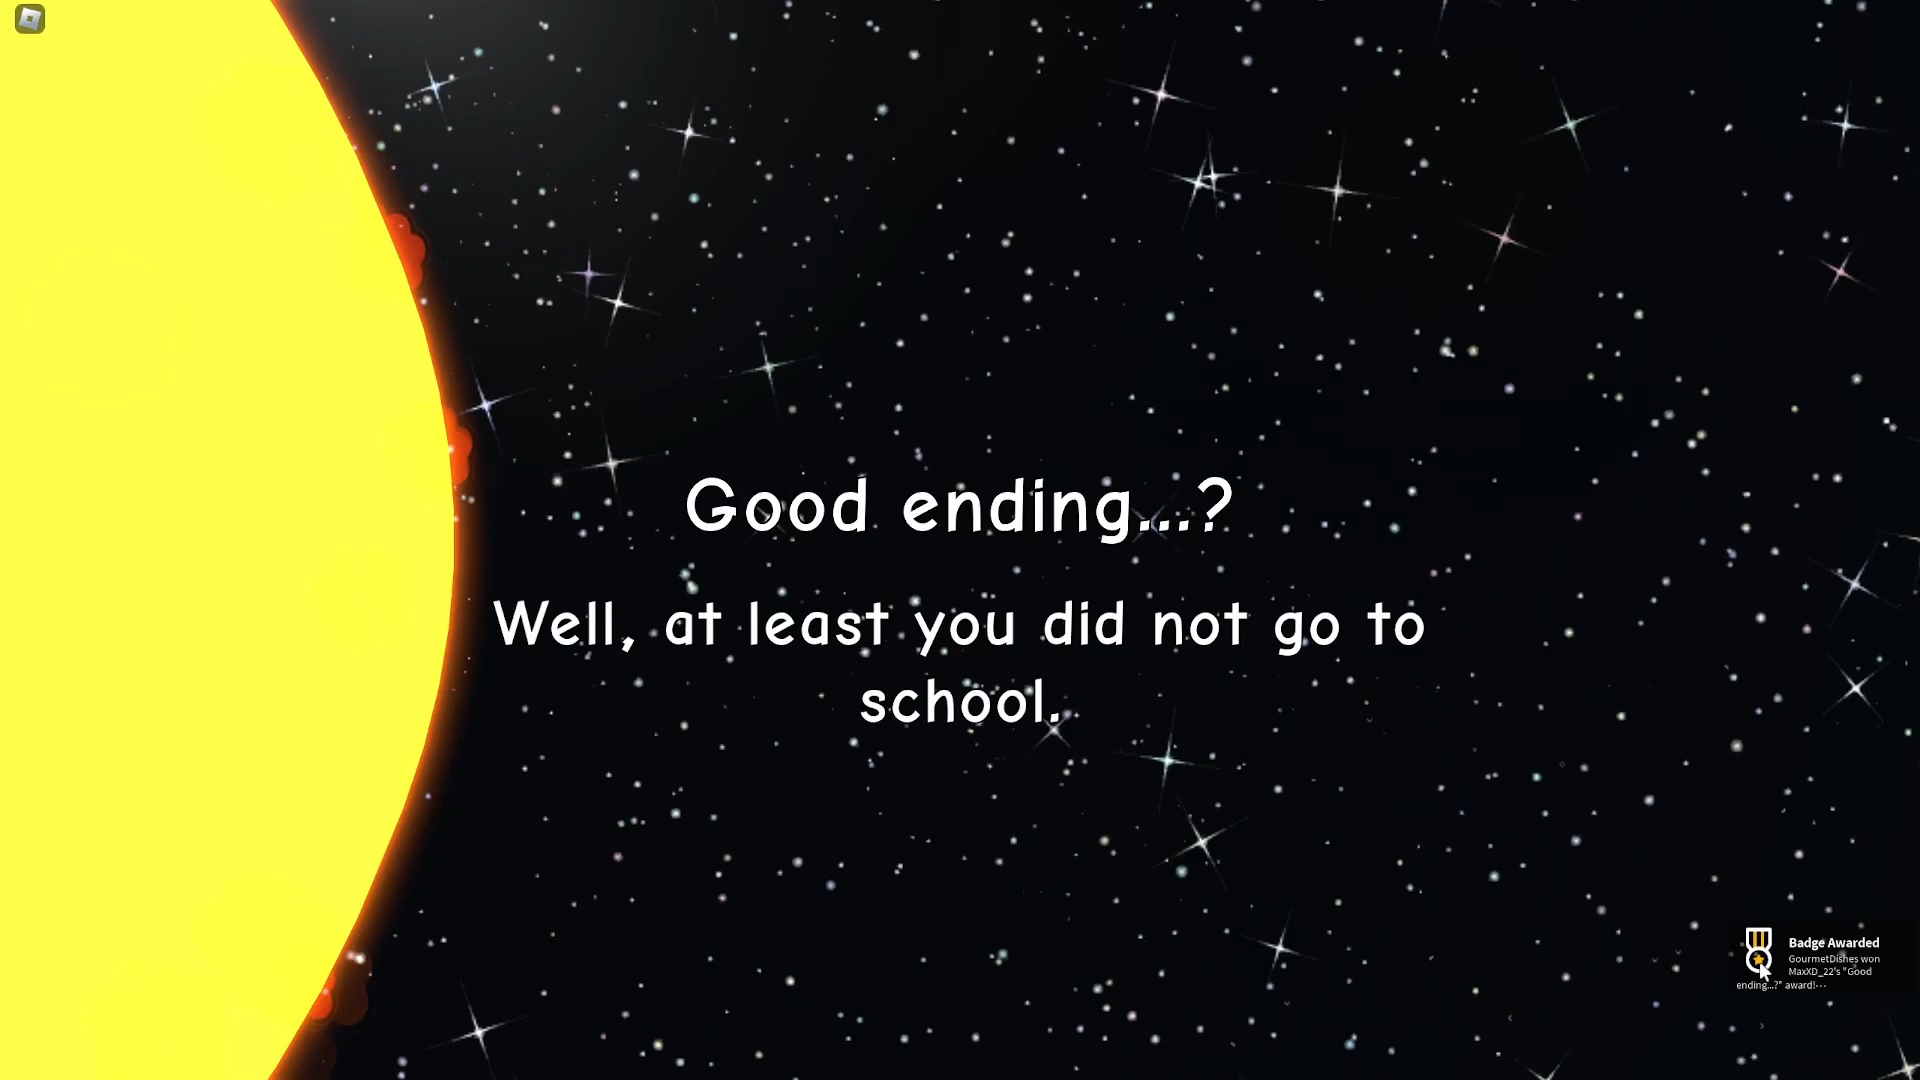 Good ending...?
Well, at least you did not go to
school.
Badge Awarded
GourmetDishes won
MaxXD_22's "Good
ending...?" award!...